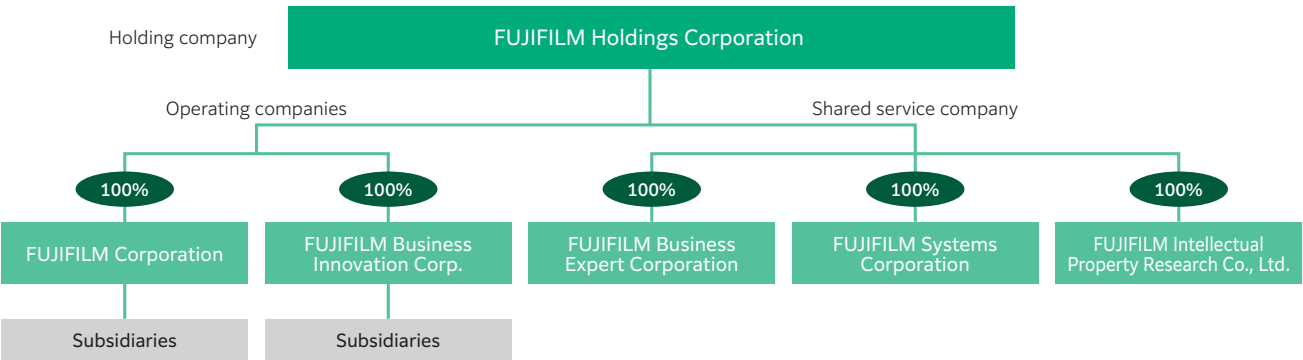 Holding company
FUJIFILM Holdings Corporation
Operating companies
Shared service company
100%
100%
100%
100%
100%
FUJIFILM Corporation
FUJIFILM Business
Innovation Corp.
FUJIFILM Business
Expert Corporation
FUJIFILM Systems
Corporation
FUJIFILM Intellectual
Property Research Co., Ltd.
Subsidiaries
Subsidiaries